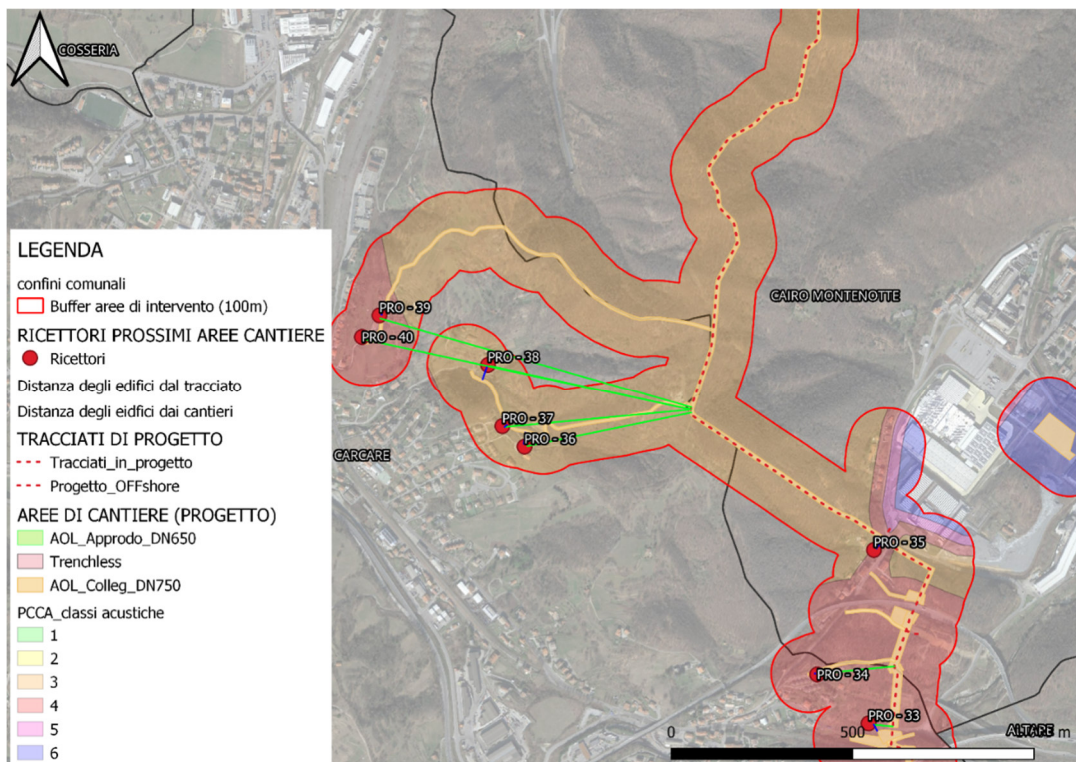 COSSERIA
LEGENDA
confini comunali
Buffer aree di intervento (100m)
RICETTORI PROSSIMI AREE CANTIERE
Ricettori
Distanza degli edifici dal tracciato
Distanza degli eidfici dai cantieri
TRACCIATI DI PROGETTO
Tracciati_in_progetto
Progetto_OFFshore
AREE DI CANTIERE (PROGETTO)
AOL_Approdo_DN650
Trenchless
AOL_Colleg_DN750
PCCA_classi acustiche
1
2
3
4
5
6
CAIRO MONTENOTTE
PRO - 39
PRO - 40
PRO - 38
PRO - 37
PRO - 36
CARCARE
PRO - 35
PRO - 34
PRO - 33
ALTARE
0
500
m